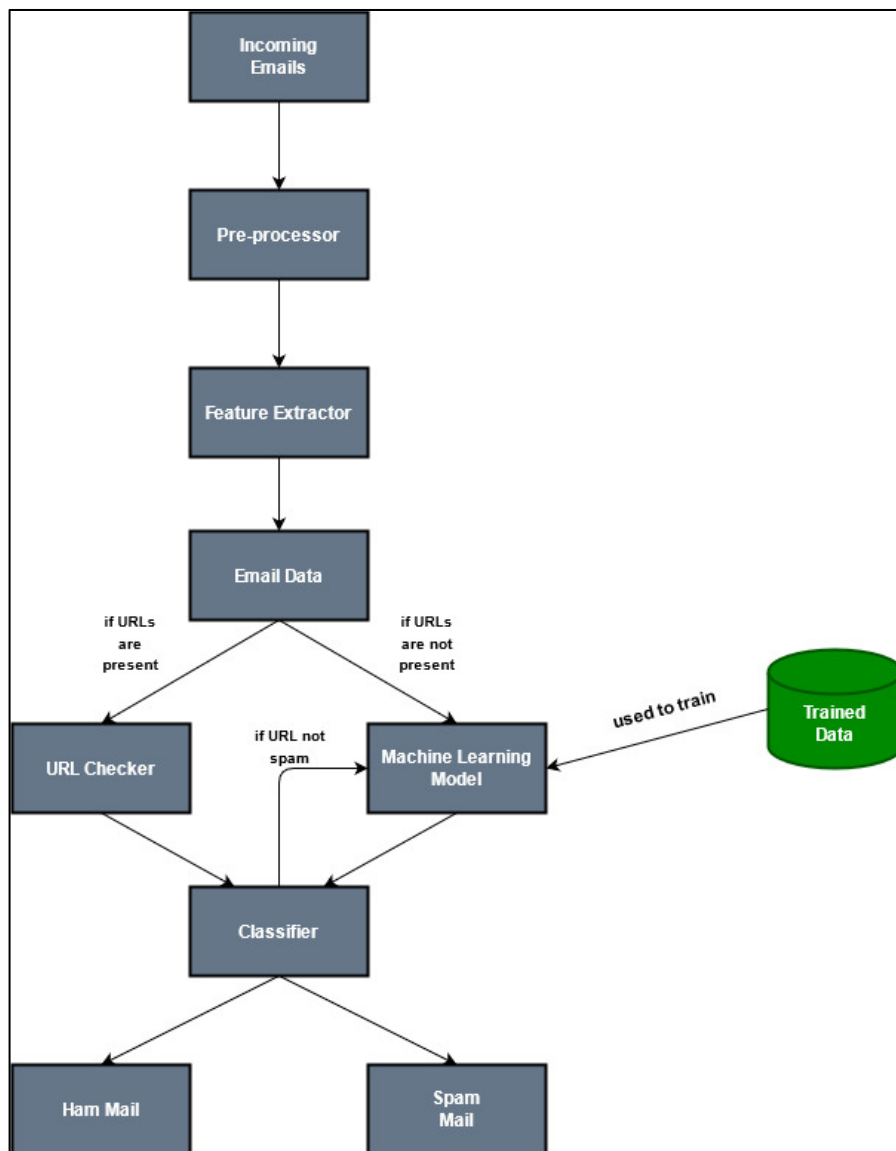 Incoming
Emails
Pre-processor
Feature Extractor
Email Data
if URLs
are
present
if URLs
are not
present
used to train
Trained
Data
URL Checker
if URL not
spam
Machine Learning
Model
Classifier
Ham Mail
Spam
Mail